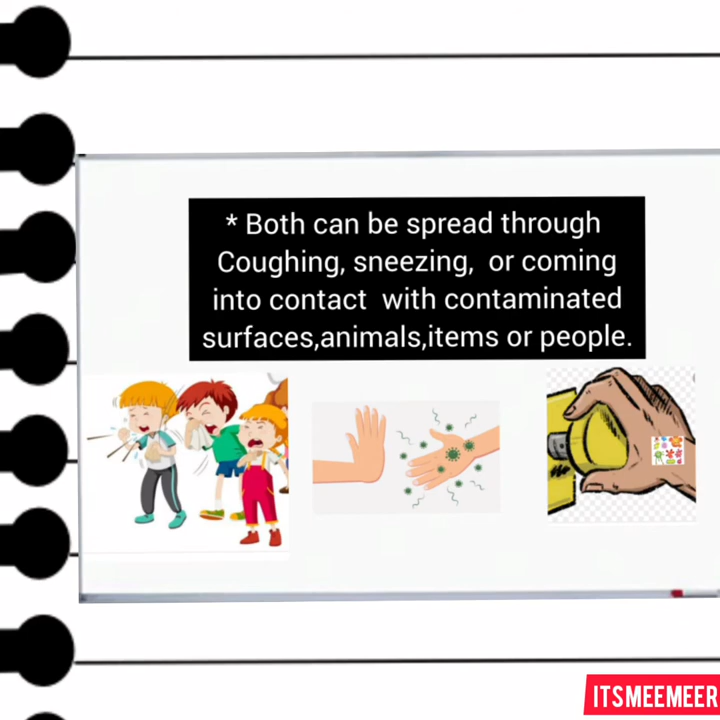 * Both can be spread through
Coughing, sneezing, or coming
into contact with contaminated
surfaces,animals,items or people.
ITSMEEMEER